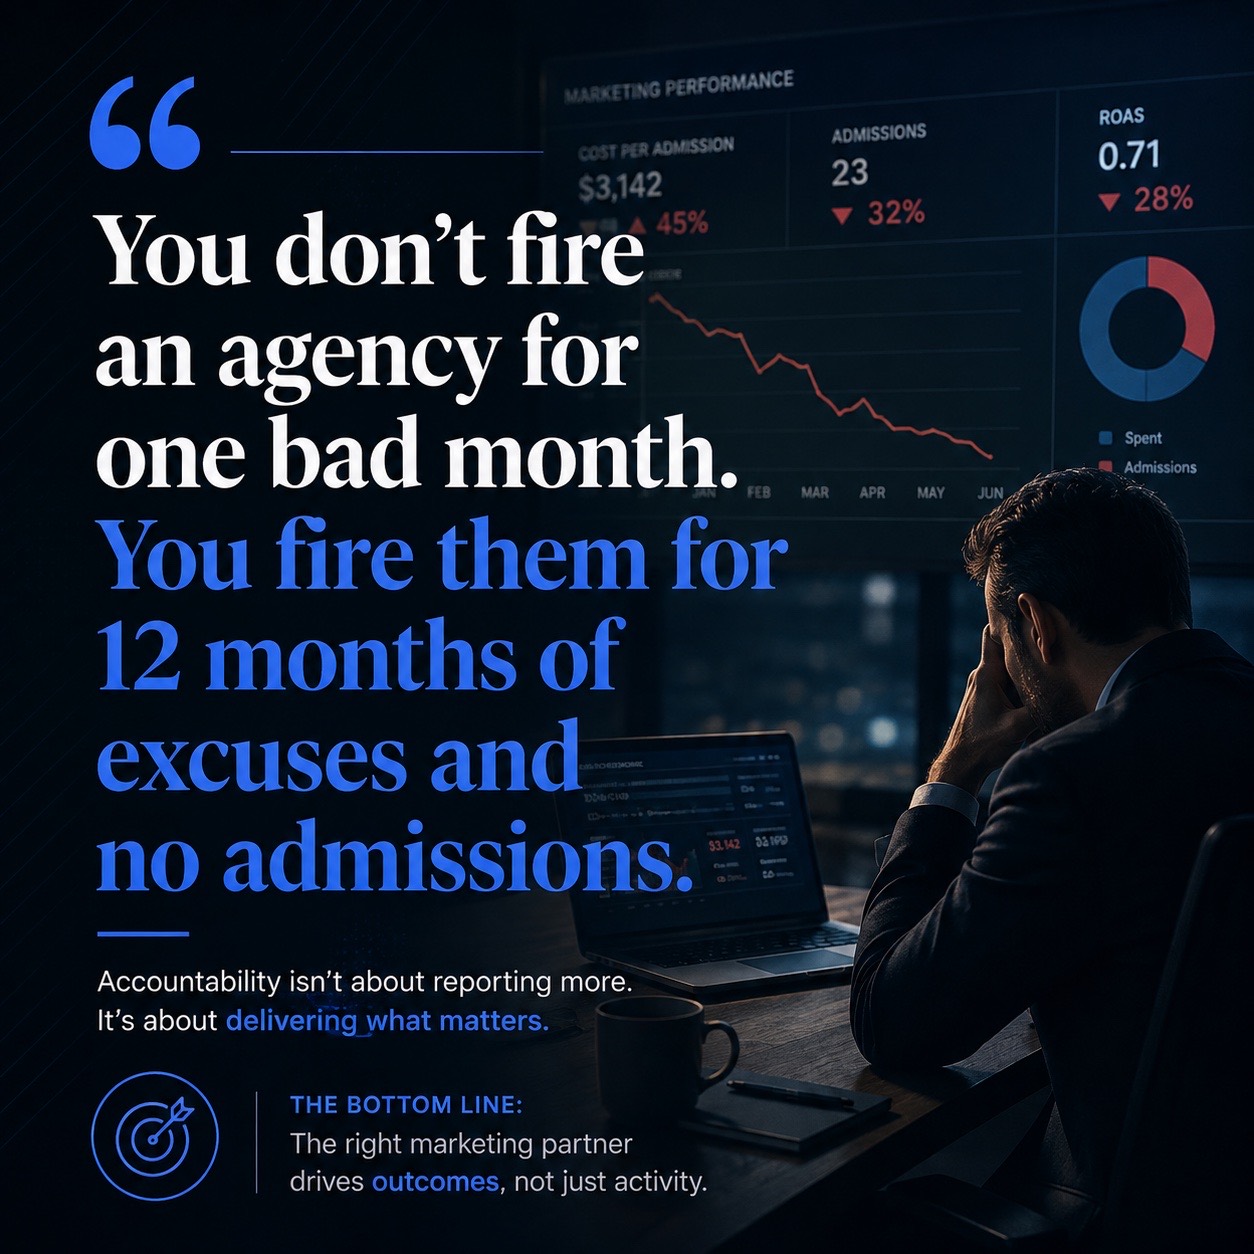 “
You don’t fire
an agency for
one bad month.
You fire them for
12 months of
excuses and
no admissions.
Accountability isn’t about reporting more.
It’s about delivering what matters.
THE BOTTOM LINE:
The right marketing partner
drives outcomes, not just activity.
MARKETING PERFORMANCE
COST PER ADMISSION
$3,142
▲ 45%
ADMISSIONS
23
▼ 32%
ROAS
0.71
▼ 28%
JAN FEB MAR APR MAY JUN
Spent
Admissions
$3,142